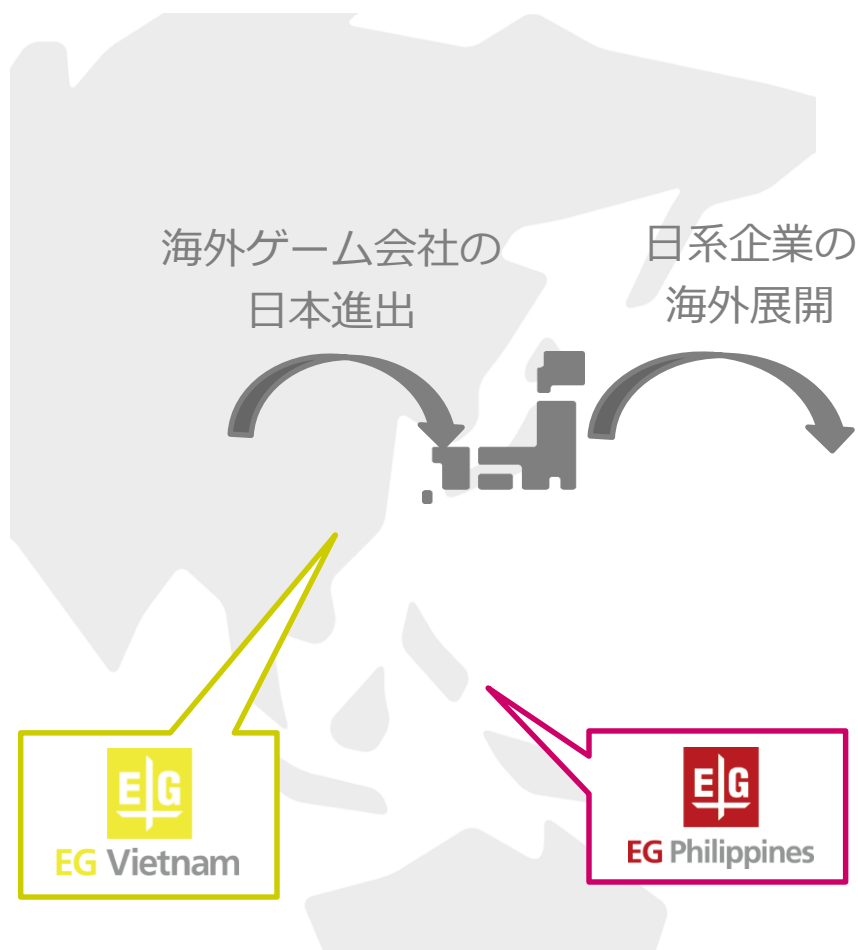 海外ゲーム会社の
日本進出
日系企業の
海外展開
EG
EG Vietnam
EG
EG Philippines